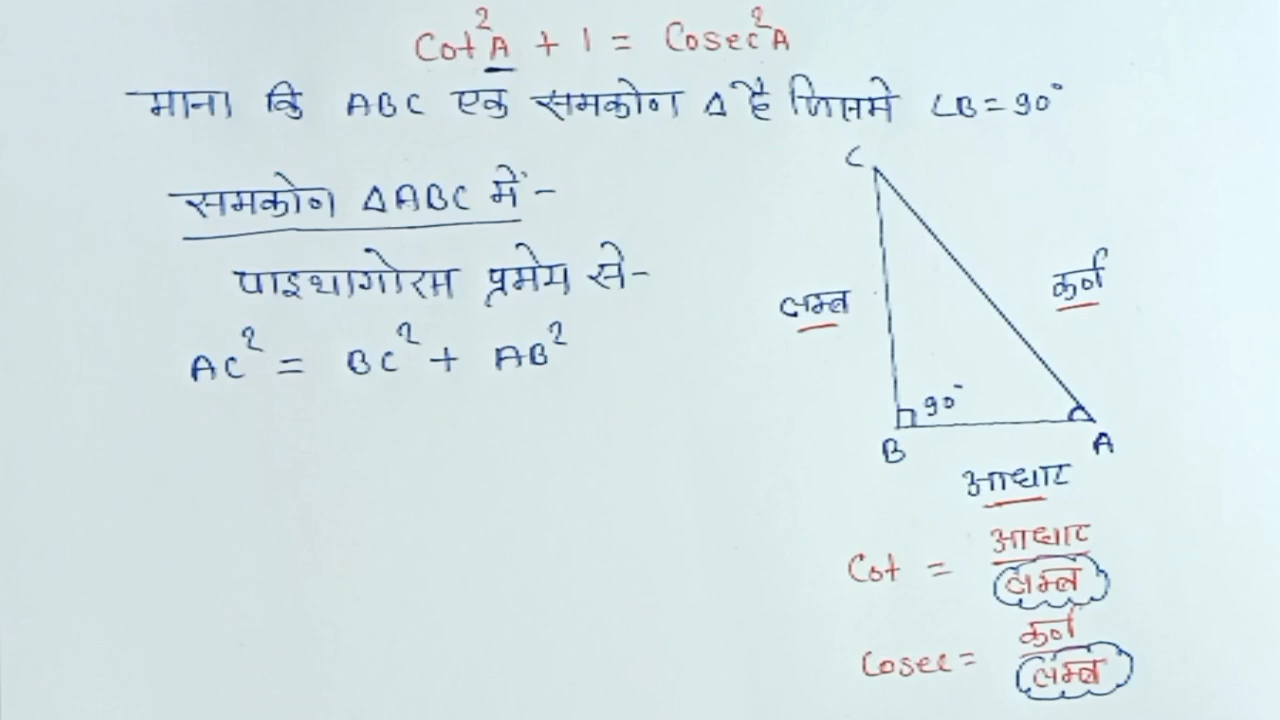 Cot²A + 1 = Cosec²A
माना कि ABC एक समकोण Δ है जिसमे ∠B = 90°
समकोण ΔABC में -
पाइथागोरस प्रमेय से -
AC² = BC² + AB²
C
लम्ब
कर्ण
90°
B
A
आधार
Cot = आधार / लम्ब
Cosec = कर्ण / लम्ब